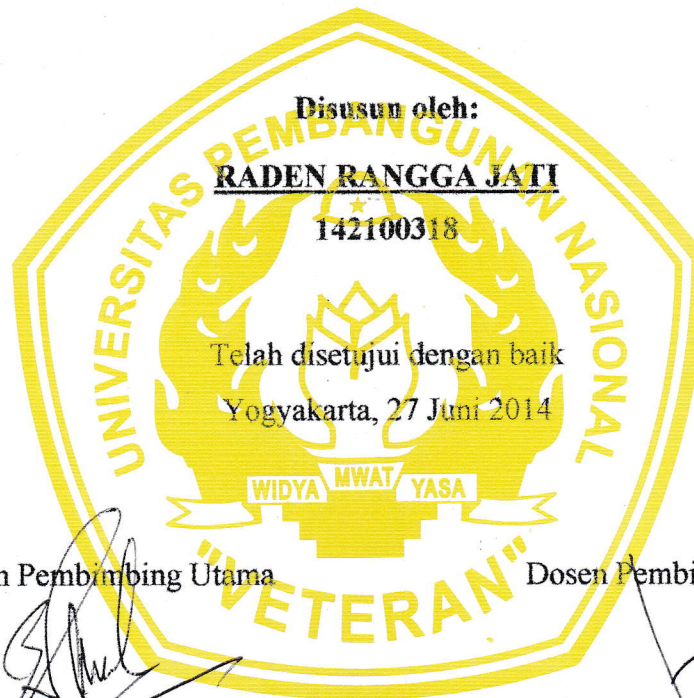 Disusun oleh:
RADEN RANGGA JATI
142100318
Telah disetujui dengan baik
Yogyakarta, 27 Juni 2014
UNIVERSITAS PEMBANGUNAN NASIONAL
WIDYA MWAT YASA
"VETERAN"
n Pembimbing Utama
Dosen Pembi